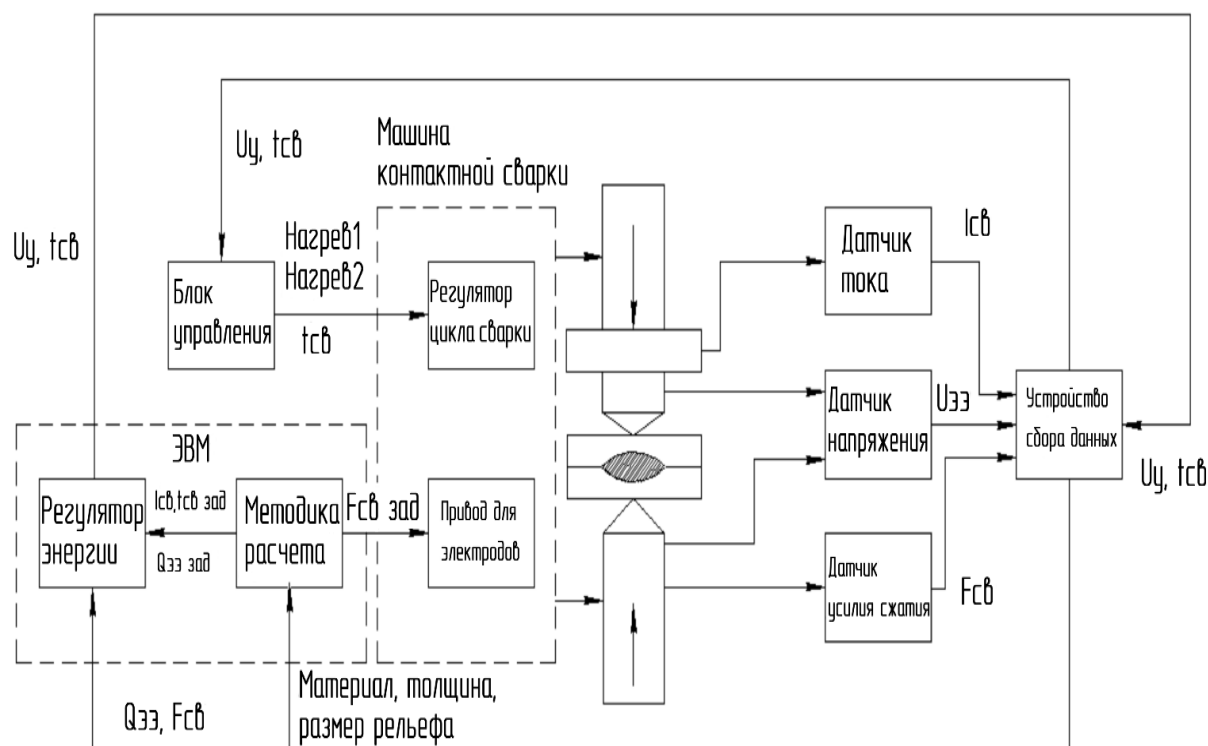 Машина
контактной сварки
Uу, tсв
Нагрев1
Нагрев2
tсв
Uу, tсв
Блок
управления
Регулятор
цикла сварки
Датчик
тока
Iсв
Датчик
напряжения
Uээ
Устройство
сбора данных
Uу, tсв
ЭВМ
Регулятор
энергии
Iсв,tсв зад
Qээ зад
Методика
расчета
Fсв зад
Привод для
электродов
Датчик
усилия сжатия
Fсв
Qээ, Fсв
Материал, толщина,
размер рельефа